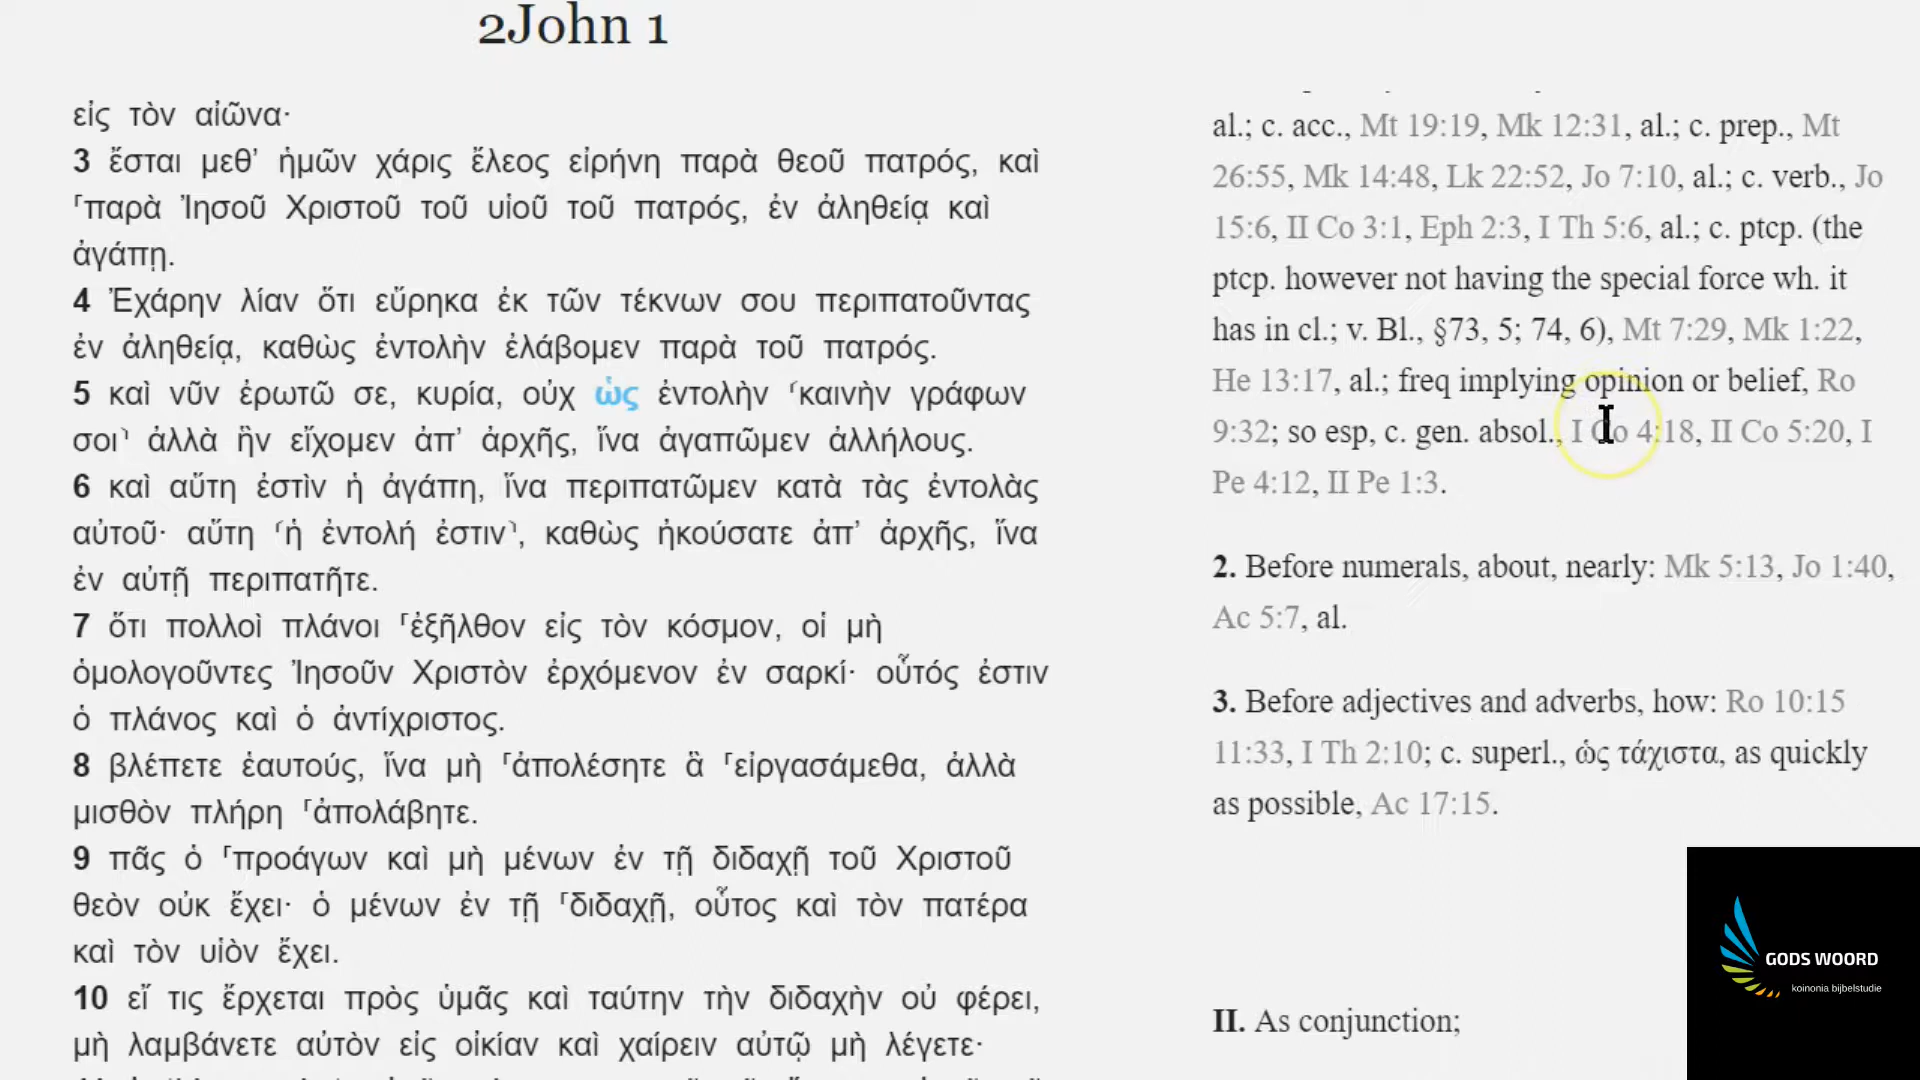 2John 1
εἰς τὸν αἰῶνα·
3 ἔσται μεθ’ ἡμῶν χάρις ἔλεος εἰρήνη παρὰ θεοῦ πατρός, καὶ
⸀παρὰ Ἰησοῦ Χριστοῦ τοῦ υἱοῦ τοῦ πατρός, ἐν ἀληθείᾳ καὶ
ἀγάπῃ.
4 Ἐχάρην λίαν ὅτι εὕρηκα ἐκ τῶν τέκνων σου περιπατοῦντας
ἐν ἀληθείᾳ, καθὼς ἐντολὴν ἐλάβομεν παρὰ τοῦ πατρός.
5 καὶ νῦν ἐρωτῶ σε, κυρία, οὐχ ὡς ἐντολὴν ⸂καινὴν γράφων
σοι⸃ ἀλλὰ ἣν εἴχομεν ἀπ’ ἀρχῆς, ἵνα ἀγαπῶμεν ἀλλήλους.
6 καὶ αὕτη ἐστὶν ἡ ἀγάπη, ἵνα περιπατῶμεν κατὰ τὰς ἐντολὰς
αὐτοῦ· αὕτη ⸂ἡ ἐντολή ἐστιν⸃, καθὼς ἠκούσατε ἀπ’ ἀρχῆς, ἵνα
ἐν αὐτῇ περιπατῆτε.
7 ὅτι πολλοὶ πλάνοι ⸀ἐξῆλθον εἰς τὸν κόσμον, οἱ μὴ
ὁμολογοῦντες Ἰησοῦν Χριστὸν ἐρχόμενον ἐν σαρκί· οὗτός ἐστιν
ὁ πλάνος καὶ ὁ ἀντίχριστος.
8 βλέπετε ἑαυτούς, ἵνα μὴ ⸀ἀπολέσητε ἃ ⸀εἰργασάμεθα, ἀλλὰ
μισθὸν πλήρη ⸀ἀπολάβητε.
9 πᾶς ὁ ⸀προάγων καὶ μὴ μένων ἐν τῇ διδαχῇ τοῦ Χριστοῦ
θεὸν οὐκ ἔχει· ὁ μένων ἐν τῇ ⸀διδαχῇ, οὗτος καὶ τὸν πατέρα
καὶ τὸν υἱὸν ἔχει.
10 εἴ τις ἔρχεται πρὸς ὑμᾶς καὶ ταύτην τὴν διδαχὴν οὐ φέρει,
μὴ λαμβάνετε αὐτὸν εἰς οἰκίαν καὶ χαίρειν αὐτῷ μὴ λέγετε·
al.; c. acc., Mt 19:19, Mk 12:31, al.; c. prep., Mt
26:55, Mk 14:48, Lk 22:52, Jo 7:10, al.; c. verb., Jo
15:6, II Co 3:1, Eph 2:3, I Th 5:6, al.; c. ptcp. (the
ptcp. however not having the special force wh. it
has in cl.; v. Bl., §73, 5; 74, 6), Mt 7:29, Mk 1:22,
He 13:17, al.; freq implying opinion or belief, Ro
9:32; so esp, c. gen. absol., I Co 4:18, II Co 5:20, I
Pe 4:12, II Pe 1:3.
2. Before numerals, about, nearly: Mk 5:13, Jo 1:40,
Ac 5:7, al.
3. Before adjectives and adverbs, how: Ro 10:15
11:33, I Th 2:10; c. superl., ὡς τάχιστα, as quickly
as possible, Ac 17:15.
II. As conjunction;
GODS WOORD
koinonia bijbelstudie